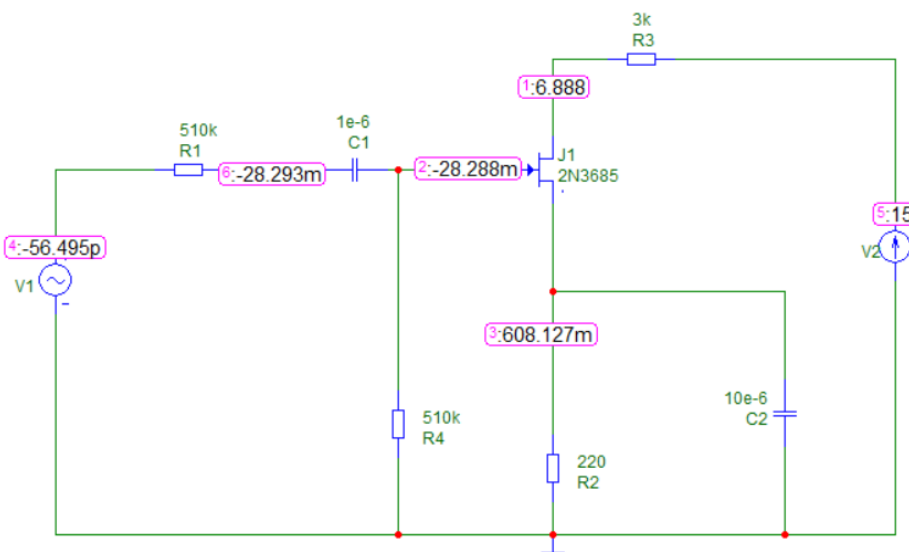 3k
R3
1:6.888
1e-6
C1
510k
R1
6:-28.293m
2:-28.288m
J1
2N3685
4:-56.495p
V1
5:15
V2
3:608.127m
510k
R4
10e-6
C2
220
R2